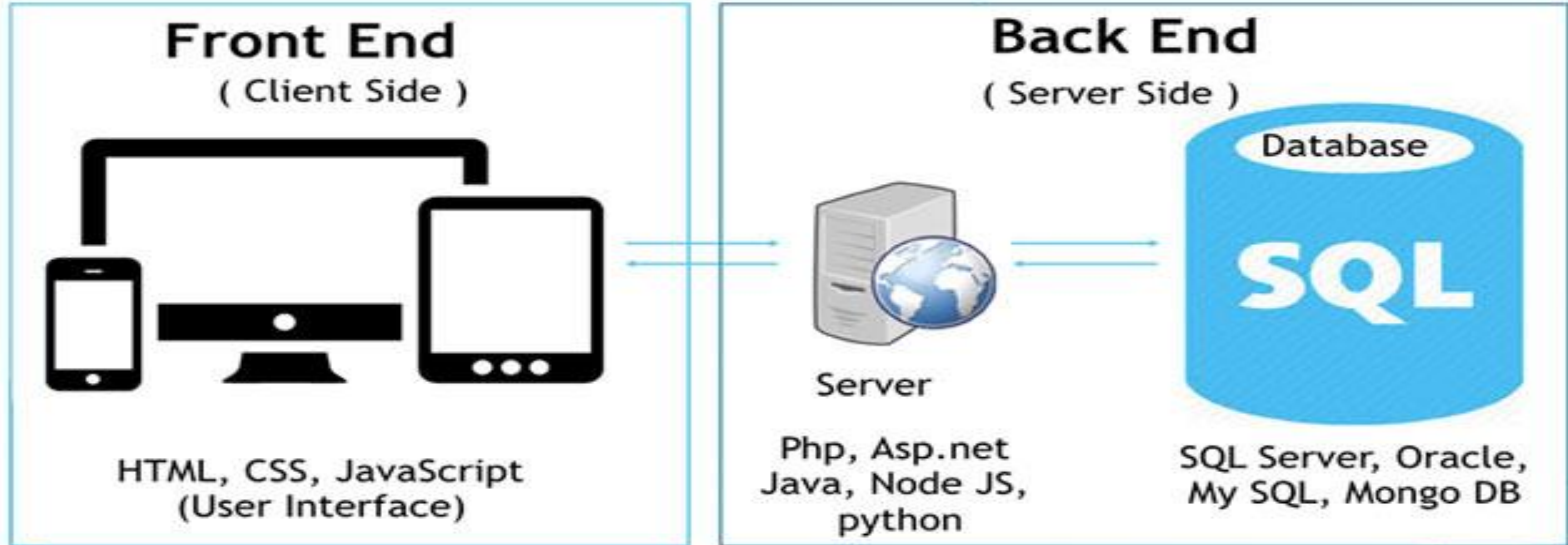 Front End
( Client Side )
HTML, CSS, JavaScript
(User Interface)
Back End
( Server Side )
Server
Php, Asp.net
Java, Node JS,
python
Database
SQL
SQL Server, Oracle,
My SQL, Mongo DB